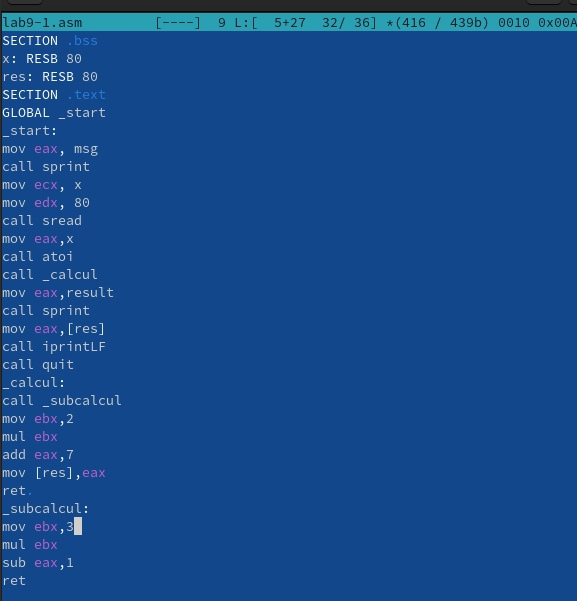 lab9-1.asm [----] 9 L:[ 5+27 32/ 36] *(416 / 439b) 0010 0x00A
SECTION .bss
x: RESB 80
res: RESB 80
SECTION .text
GLOBAL _start
_start:
mov eax, msg
call sprint
mov ecx, x
mov edx, 80
call sread
mov eax,x
call atoi
call _calcul
mov eax,result
call sprint
mov eax,[res]
call iprintLF
call quit
_calcul:
call _subcalcul
mov ebx,2
mul ebx
add eax,7
mov [res],eax
ret.
_subcalcul:
mov ebx,3
mul ebx
sub eax,1
ret